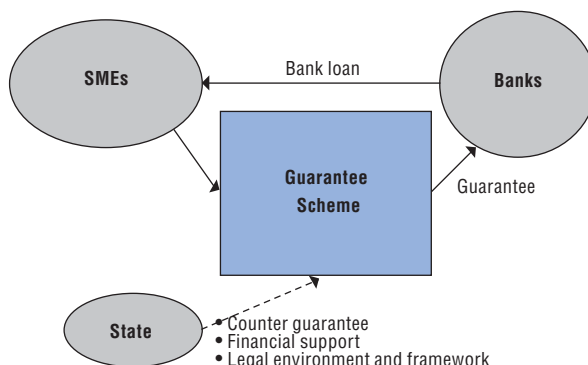 SMEs
Bank loan
Banks
Guarantee
Scheme
Guarantee
State
• Counter guarantee
• Financial support
• Legal environment and framework